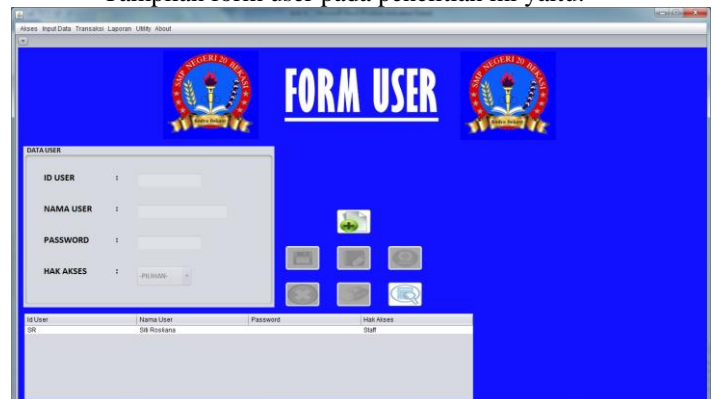 Tampilan form user pada penelitian ini yaitu:
Akses Input Data Transaksi Laporan Utility About
SMP NEGERI 20 BEKASI
FORM USER
SMP NEGERI 20 BEKASI
DATA USER
ID USER :
NAMA USER :
PASSWORD :
HAK AKSES : -PILIHAN-
Id User Nama User Password Hak Akses
SR Siti Rosliana Staff